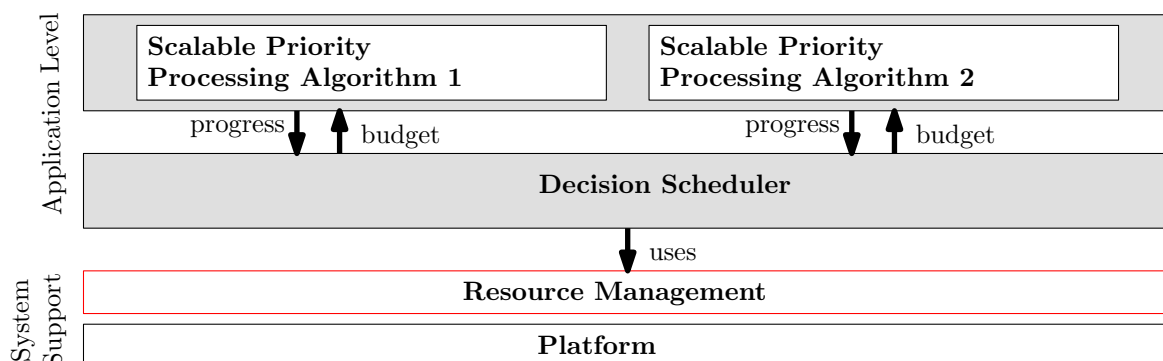 Application Level
Scalable Priority
Processing Algorithm 1
Scalable Priority
Processing Algorithm 2
progress
budget
progress
budget
Decision Scheduler
uses
System
Support
Resource Management
Platform